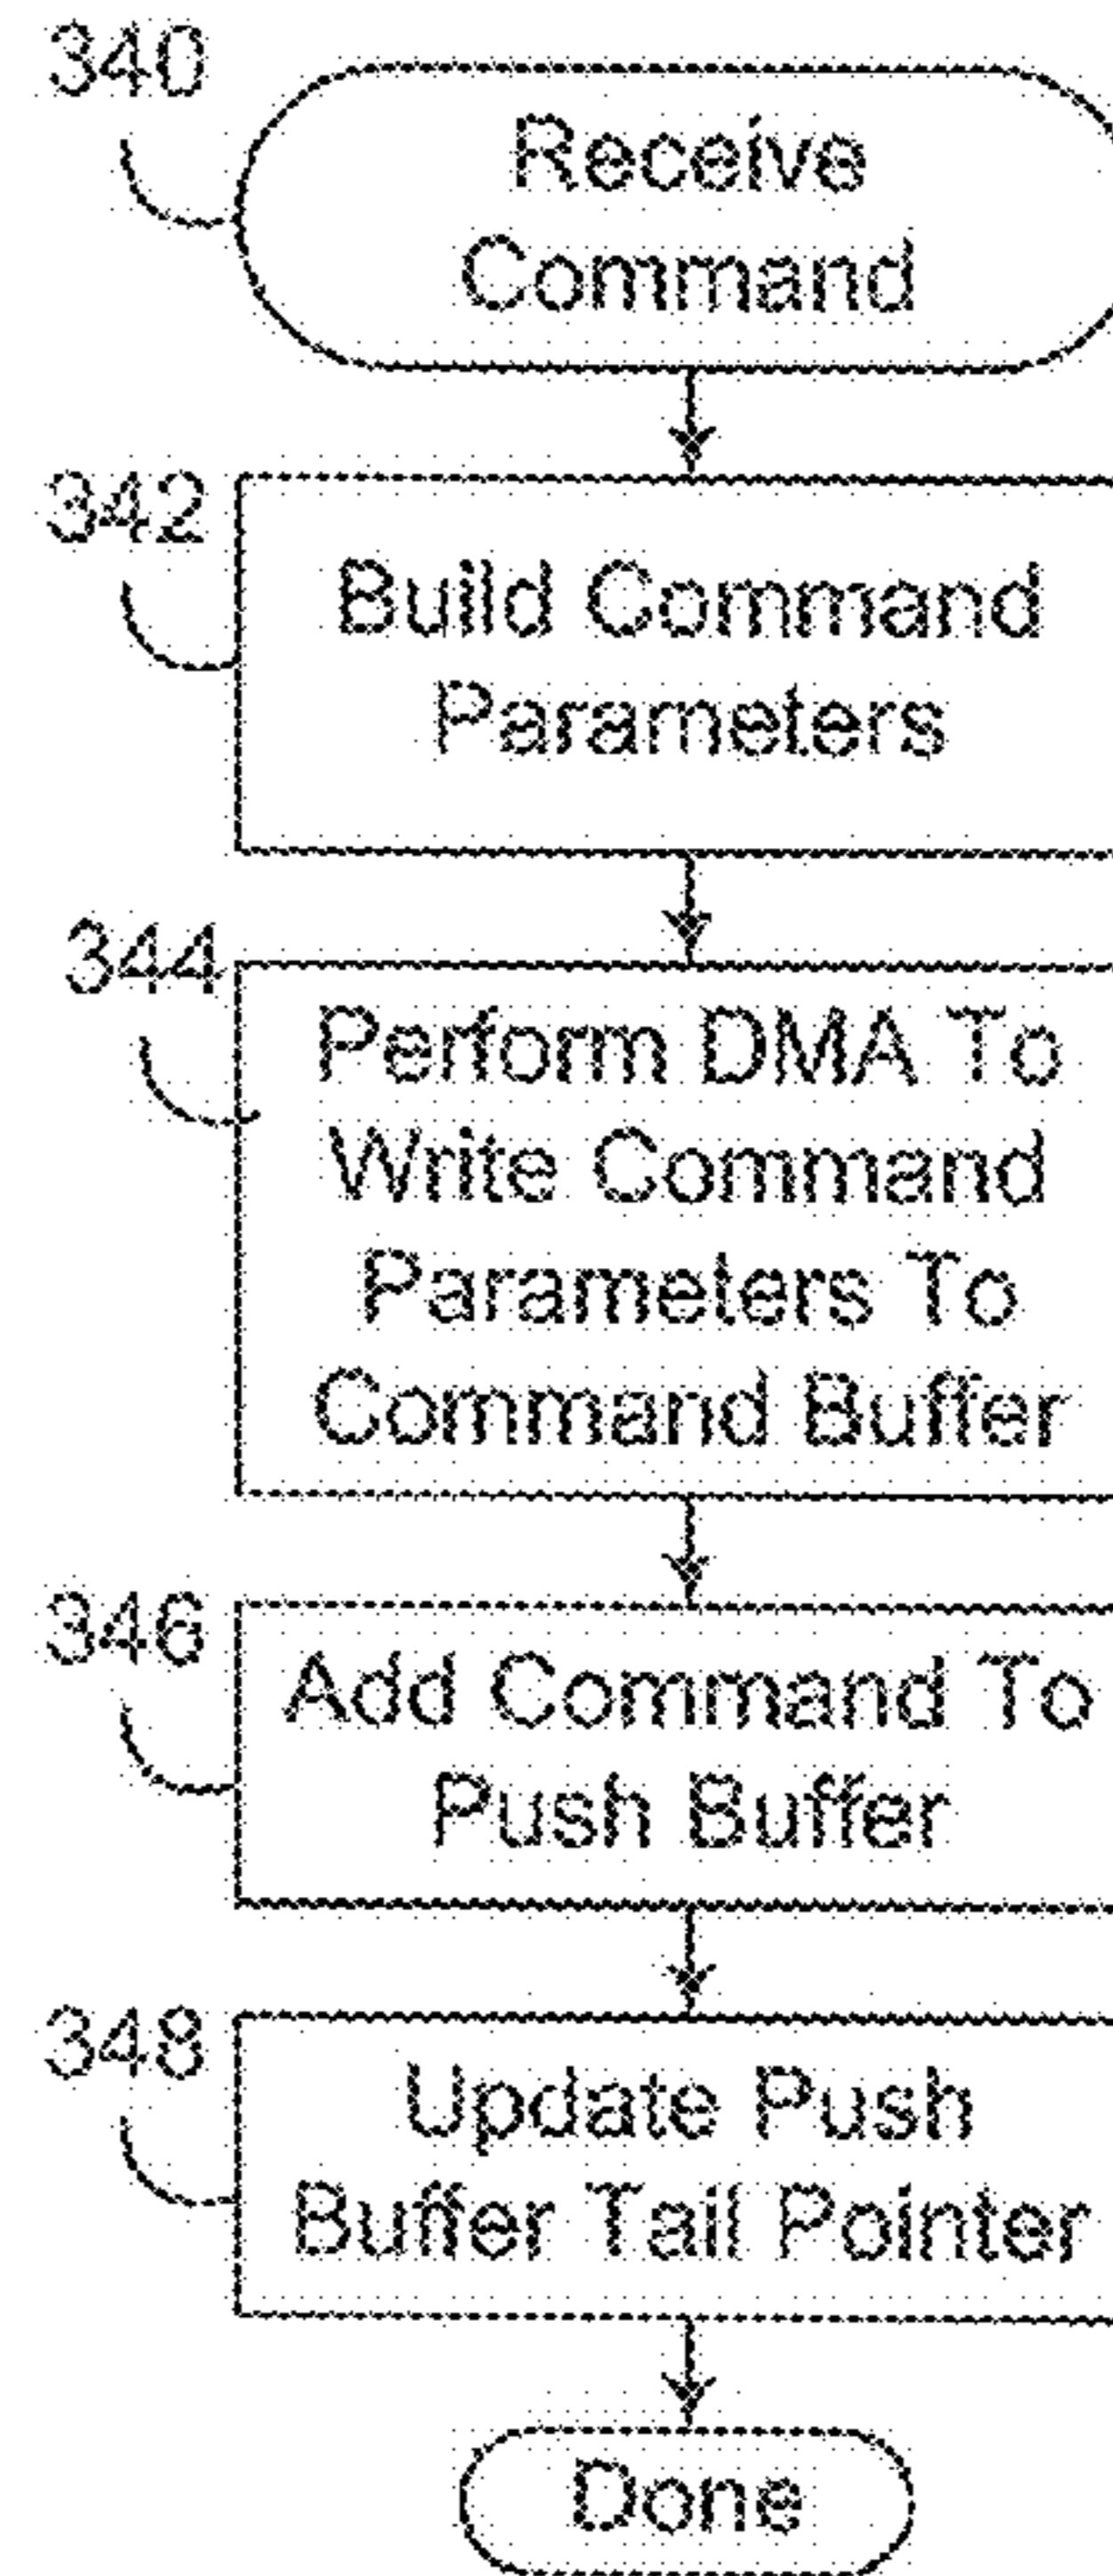 340
Receive
Command
342
Build Command
Parameters
344
Perform DMA To
Write Command
Parameters To
Command Buffer
346
Add Command To
Push Buffer
348
Update Push
Buffer Tail Pointer
Done